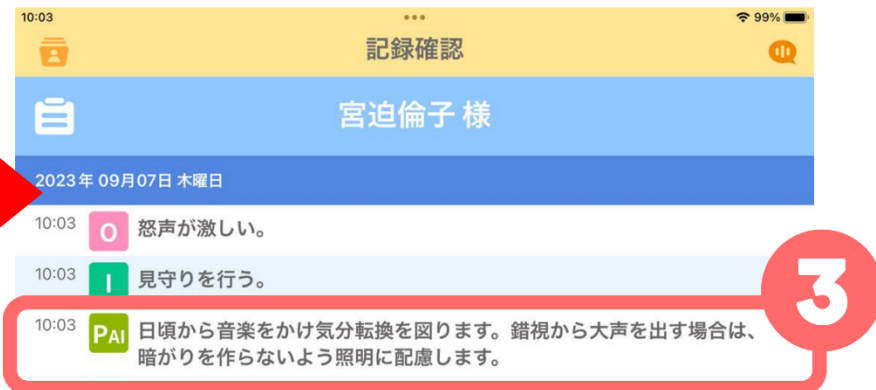 10:03
99%
記録確認
宮迫倫子 様
2023年 09月07日 木曜日
10:03 O 怒声が激しい。
10:03 I 見守りを行う。
3
10:03 PAI 日頃から音楽をかけ気分転換を図ります。錯視から大声を出す場合は、
暗がりを作らないよう照明に配慮します。